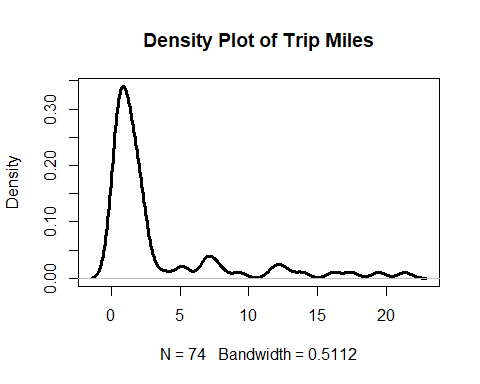 Density Plot of Trip Miles
Density
0.30
0.20
0.10
0.00
0 5 10 15 20
N = 74 Bandwidth = 0.5112